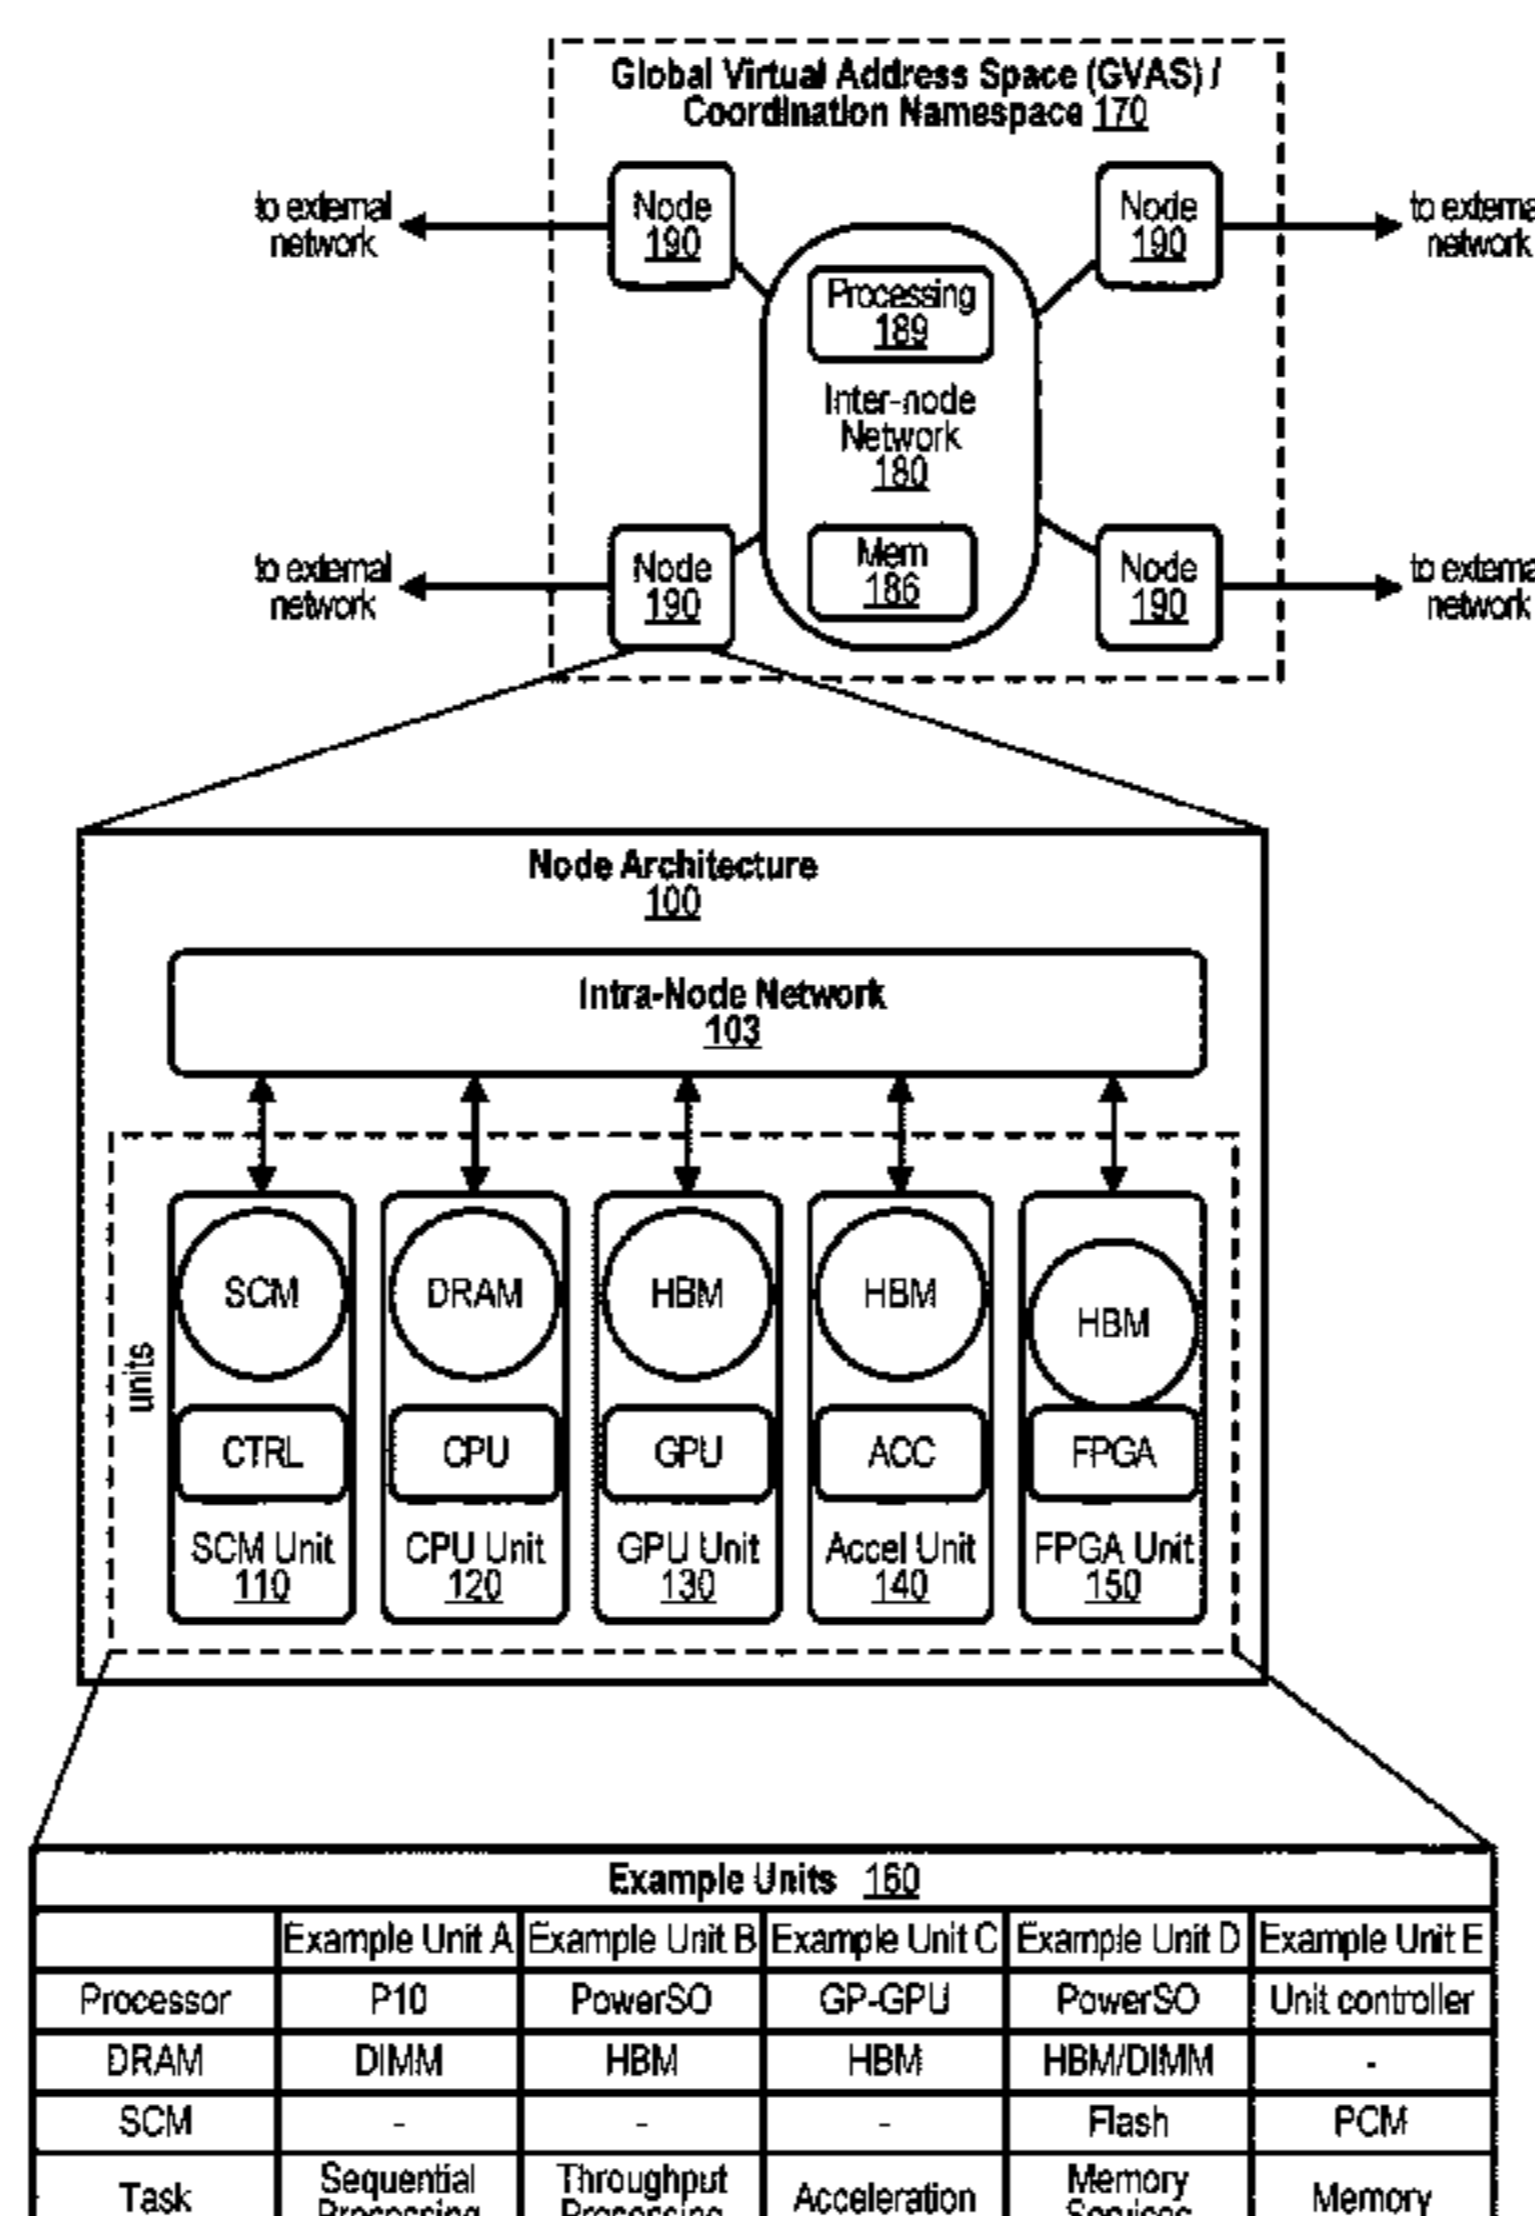 Global Virtual Address Space (GVAS) /
Coordination Namespace 170
to external
network
Node
190
Node
190
to externa
network
Processing
189
Inter-node
Network
180
Mem
186
to external
network
Node
190
Node
190
to externa
network
Node Architecture
100
Intra-Node Network
103
units
SCM
DRAM
HBM
HBM
HBM
CTRL
CPU
GPU
ACC
FPGA
SCM Unit
110
CPU Unit
120
GPU Unit
130
Accel Unit
140
FPGA Unit
150
Example Units 160
Example Unit A Example Unit B Example Unit C Example Unit D Example Unit E
Processor P10 PowerSO GP-GPU PowerSO Unit controller
DRAM DIMM HBM HBM HBM/DIMM -
SCM - - - Flash PCM
Task Sequential Processing Throughput Processing Acceleration Memory Services Memory